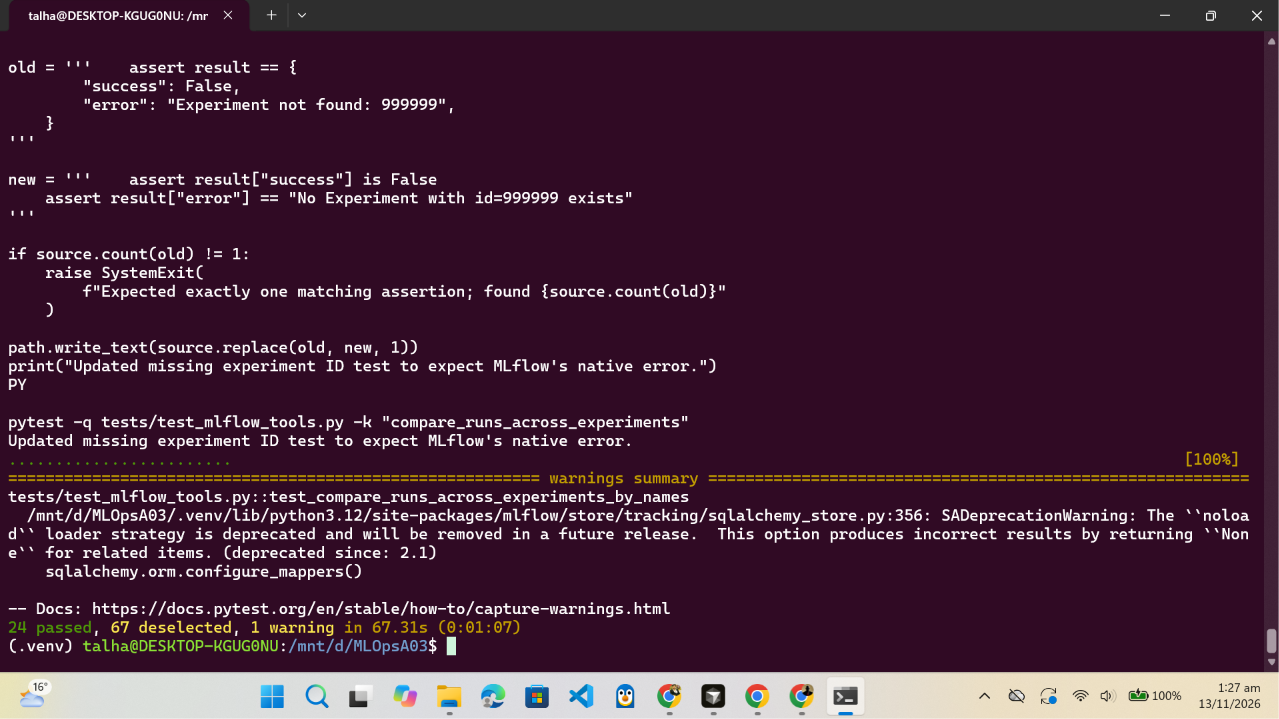 talha@DESKTOP-KGUG0NU: /mr
old = '''    assert result == {
        "success": False,
        "error": "Experiment not found: 999999",
    }
'''
new = '''    assert result["success"] is False
    assert result["error"] == "No Experiment with id=999999 exists"
'''
if source.count(old) != 1:
    raise SystemExit(
        f"Expected exactly one matching assertion; found {source.count(old)}"
    )
path.write_text(source.replace(old, new, 1))
print("Updated missing experiment ID test to expect MLflow's native error.")
PY
pytest -q tests/test_mlflow_tools.py -k "compare_runs_across_experiments"
Updated missing experiment ID test to expect MLflow's native error.
........................ [100%]
========================================================= warnings summary ==========================================================
tests/test_mlflow_tools.py::test_compare_runs_across_experiments_by_names
  /mnt/d/MLOpsA03/.venv/lib/python3.12/site-packages/mlflow/store/tracking/sqlalchemy_store.py:356: SADeprecationWarning: The ``noloa
d`` loader strategy is deprecated and will be removed in a future release.  This option produces incorrect results by returning ``Non
e`` for related items. (deprecated since: 2.1)
    sqlalchemy.orm.configure_mappers()
-- Docs: https://docs.pytest.org/en/stable/how-to/capture-warnings.html
24 passed, 67 deselected, 1 warning in 67.31s (0:01:07)
(.venv) talha@DESKTOP-KGUG0NU:/mnt/d/MLOpsA03$
16°
100%
1:27 am
13/11/2026